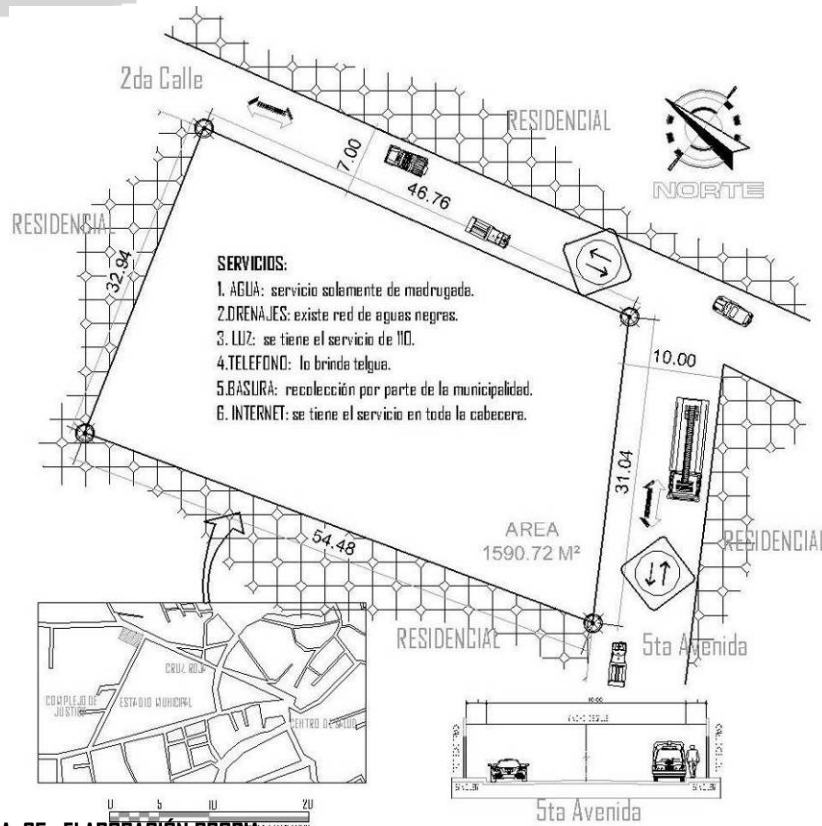 2da Calle
RESIDENCIAL
NORTE
7.00
46.76
RESIDENCIAL
32.94
SERVICIOS:
1. AGUA: servicio solamente de madrugada.
2.DRENAJES: existe red de aguas negras.
3. LUZ: se tiene el servicio de 110.
4.TELEFONO: lo brinda telgua.
5.BASURA: recolección por parte de la municipalidad.
6. INTERNET: se tiene el servicio en toda la cabecera.
10.00
31.04
54.48
AREA
1590.72 M²
RESIDENCIAL
RESIDENCIAL
5ta Avenida
CRUZ ROJA
COMPLEJO DE
JUSTICIA
ESTADIO MUNICIPAL
CENTRO DE SALUD
0 5 10 20
5ta Avenida